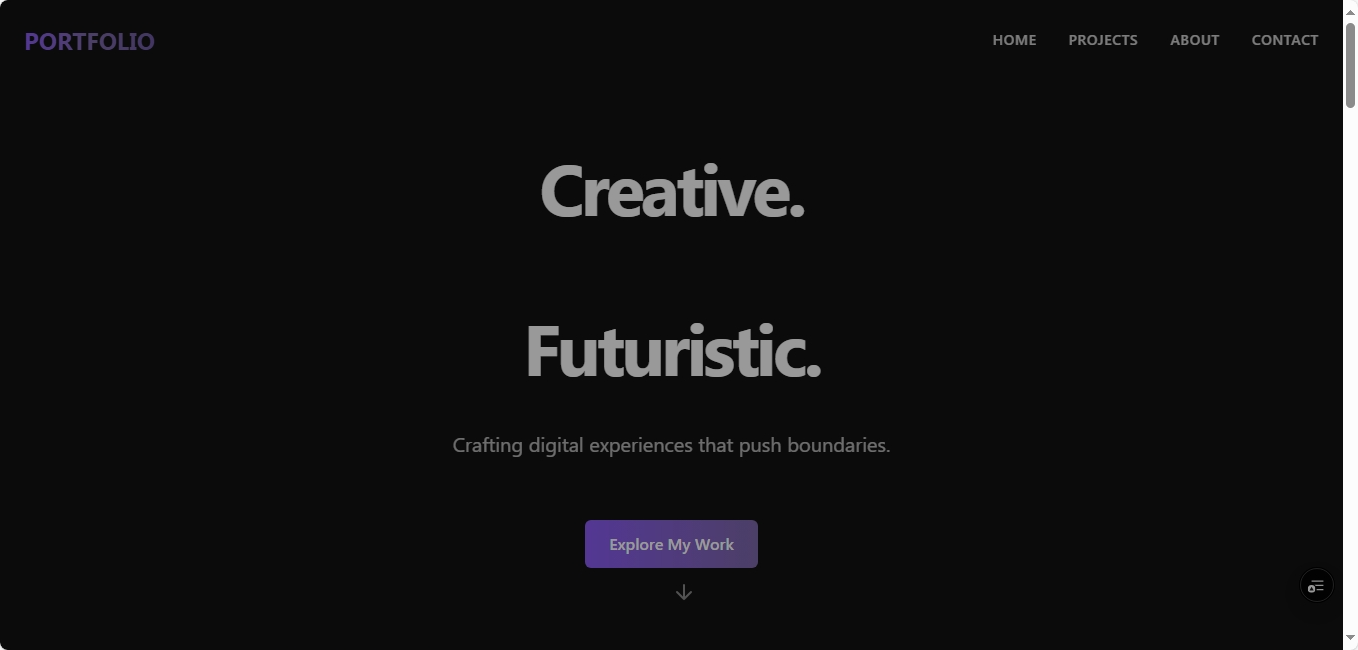 PORTFOLIO
HOME PROJECTS ABOUT CONTACT
Creative.
Futuristic.
Crafting digital experiences that push boundaries.
Explore My Work